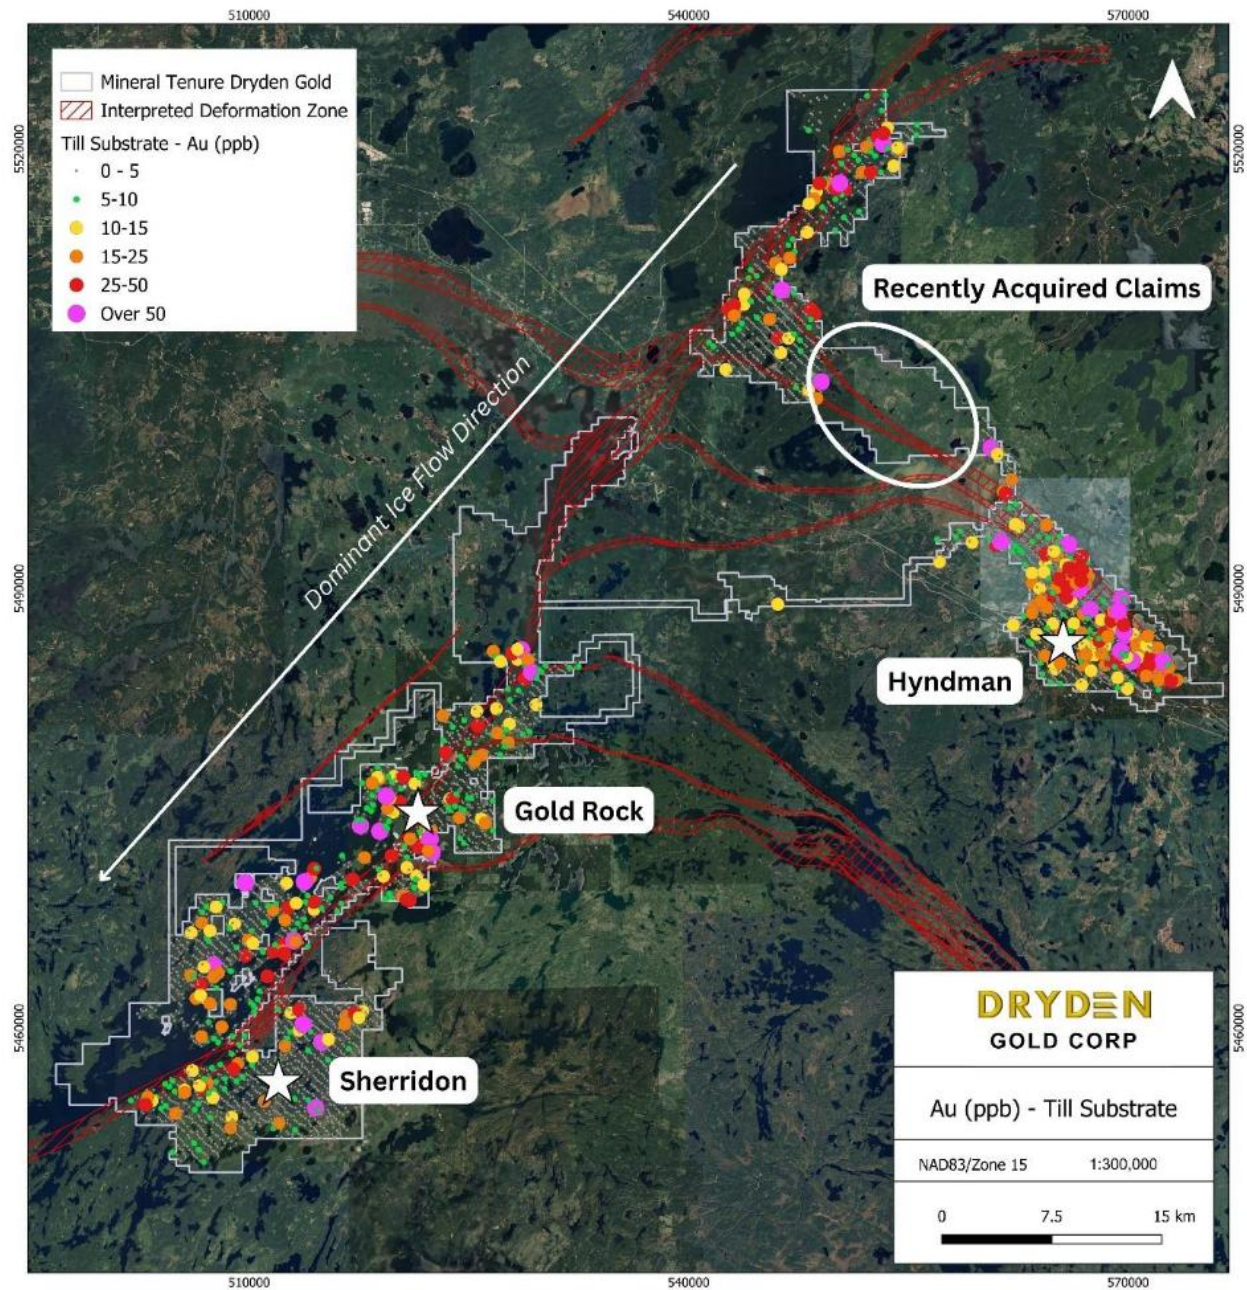 510000
540000
570000
Mineral Tenure Dryden Gold
Interpreted Deformation Zone
Till Substrate - Au (ppb)
0 - 5
5-10
10-15
15-25
25-50
Over 50
5520000
5520000
Recently Acquired Claims
Dominant Ice Flow Direction
5490000
5490000
Hyndman
Gold Rock
5460000
5460000
Sherridon
DRYDEN
GOLD CORP
Au (ppb) - Till Substrate
NAD83/Zone 15 1:300,000
0 7.5 15 km
510000
540000
570000